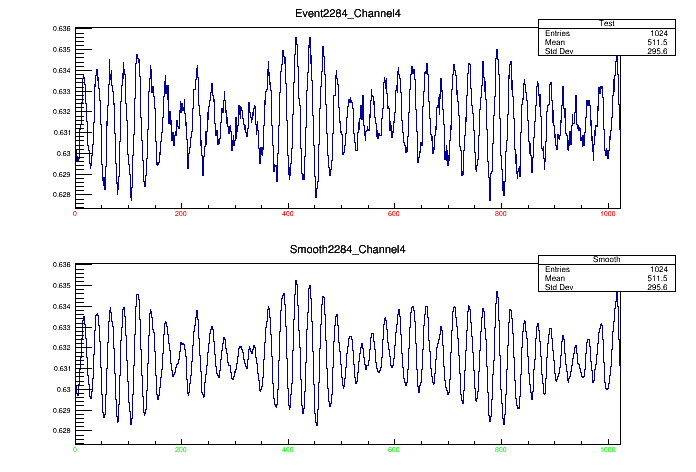 Event2284_Channel4
Test
Entries 1024
Mean 511.5
Std Dev 295.6
0.636
0.635
0.634
0.633
0.632
0.631
0.63
0.629
0.628
0 200 400 600 800 1000
Smooth2284_Channel4
Smooth
Entries 1024
Mean 511.5
Std Dev 295.6
0.636
0.635
0.634
0.633
0.632
0.631
0.63
0.629
0.628
0 200 400 600 800 1000